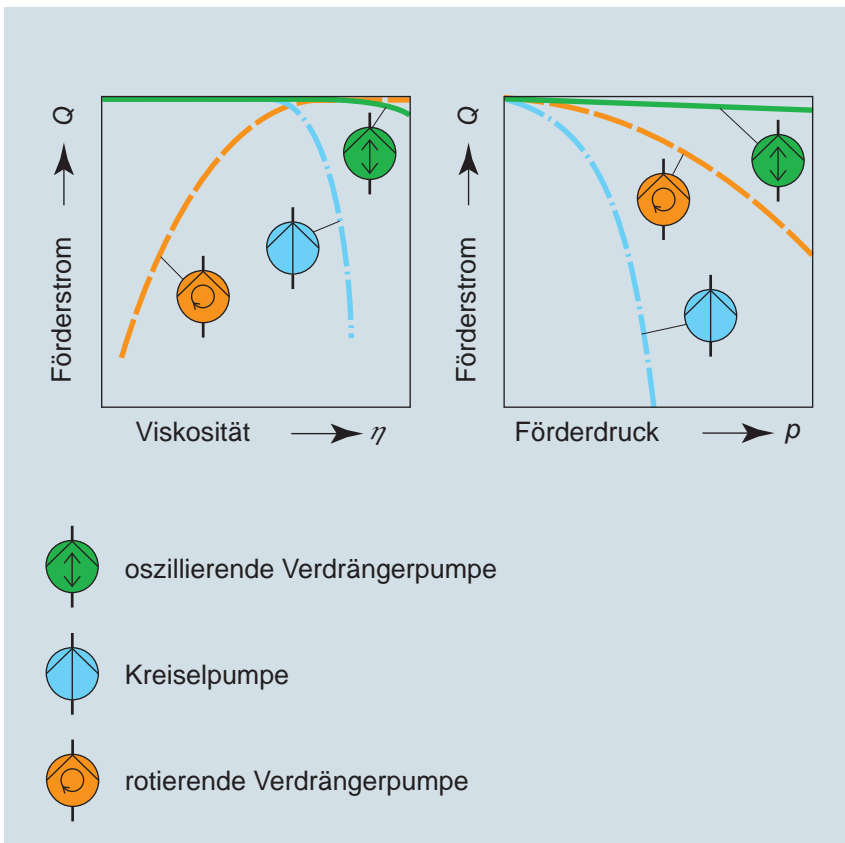 Förderstrom Q
Viskosität η
Förderstrom Q
Förderdruck p
oszillierende Verdrängerpumpe
Kreiselpumpe
rotierende Verdrängerpumpe